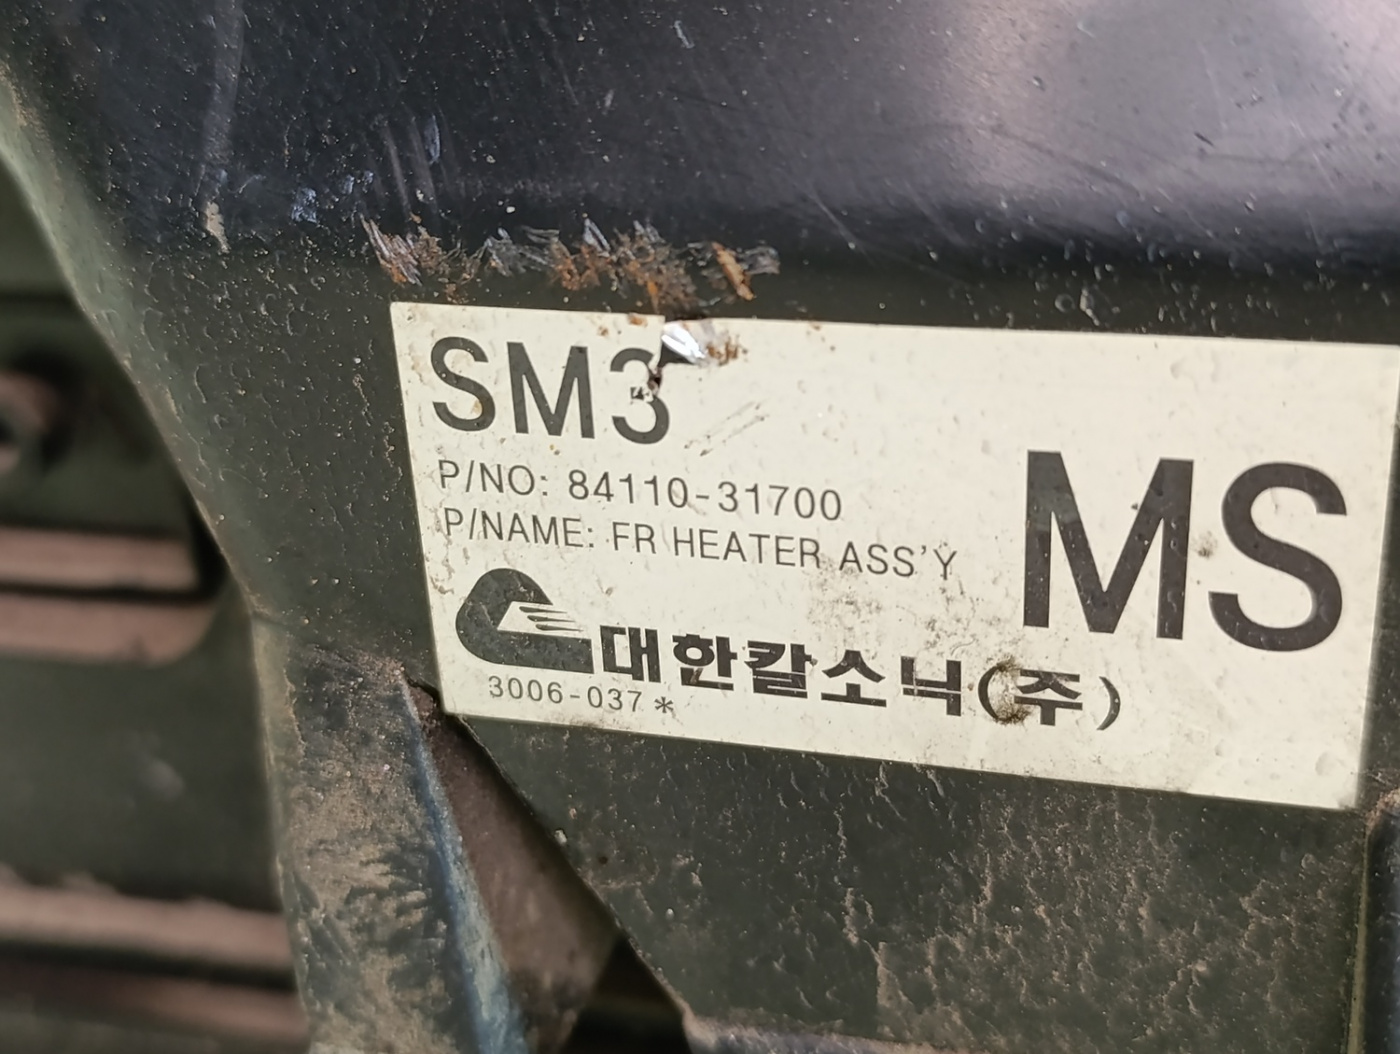 SM3
P/NO: 84110-31700
P/NAME: FR HEATER ASS'Y
MS
대한칼소닉(주)
3006-037*